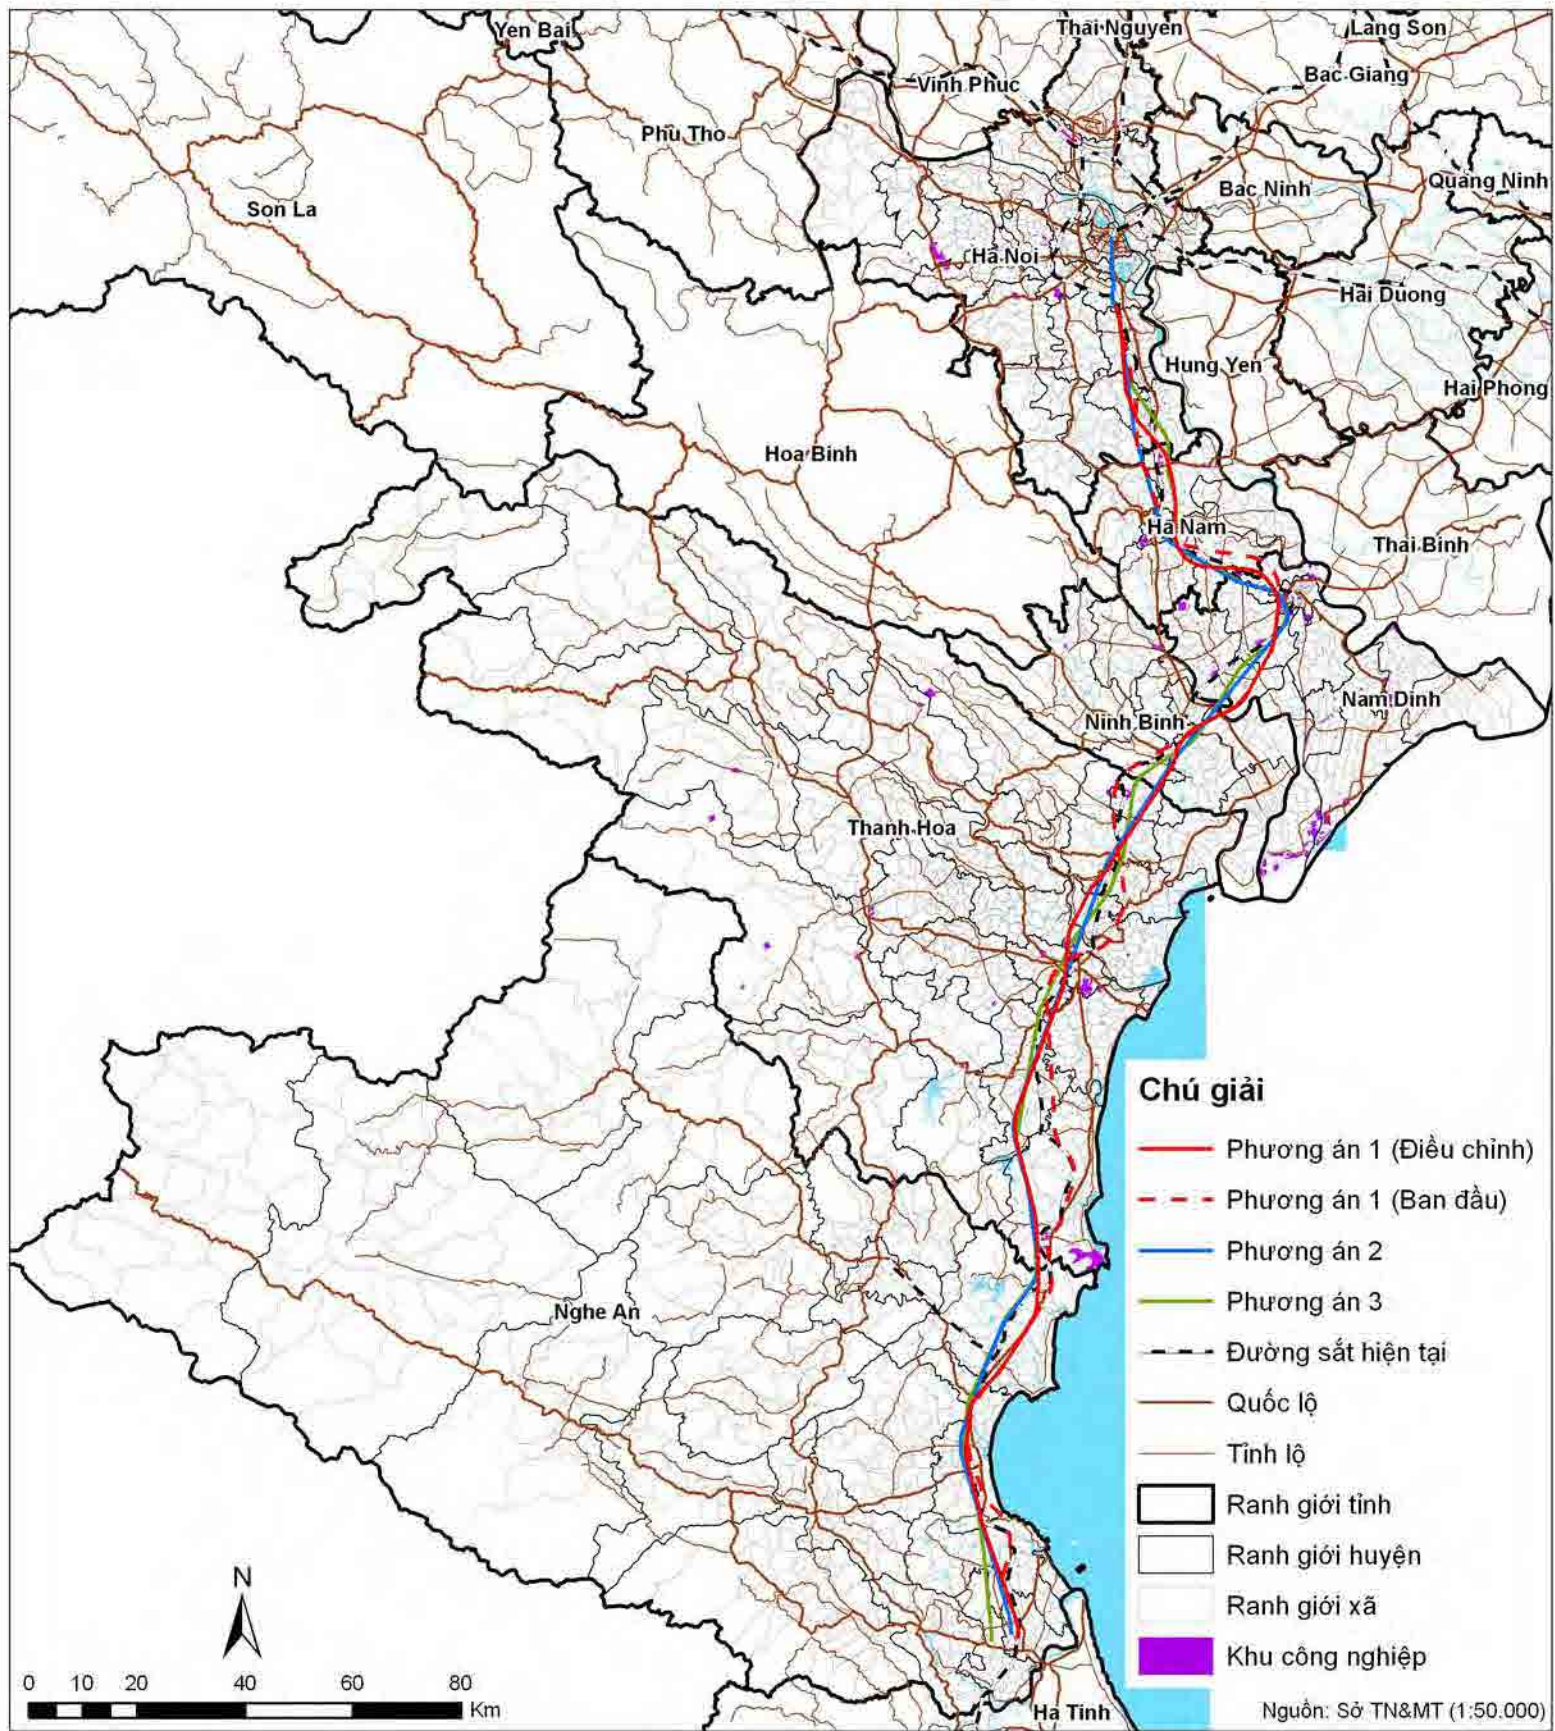 Yen Bai
Thai Nguyen
Lang Son
Vinh Phuc
Bac Giang
Phu Tho
Bac Ninh
Quang Ninh
Son La
Ha Noi
Hai Duong
Hung Yen
Hai Phong
Hoa Binh
Ha Nam
Thai Binh
Nam Dinh
Ninh Binh
Thanh Hoa
Nghe An
Ha Tinh
Chú giải
Phương án 1 (Điều chỉnh)
Phương án 1 (Ban đầu)
Phương án 2
Phương án 3
Đường sắt hiện tại
Quốc lộ
Tỉnh lộ
Ranh giới tỉnh
Ranh giới huyện
Ranh giới xã
Khu công nghiệp
N
0 10 20 40 60 80
Km
Nguồn: Sở TN&MT (1:50.000)